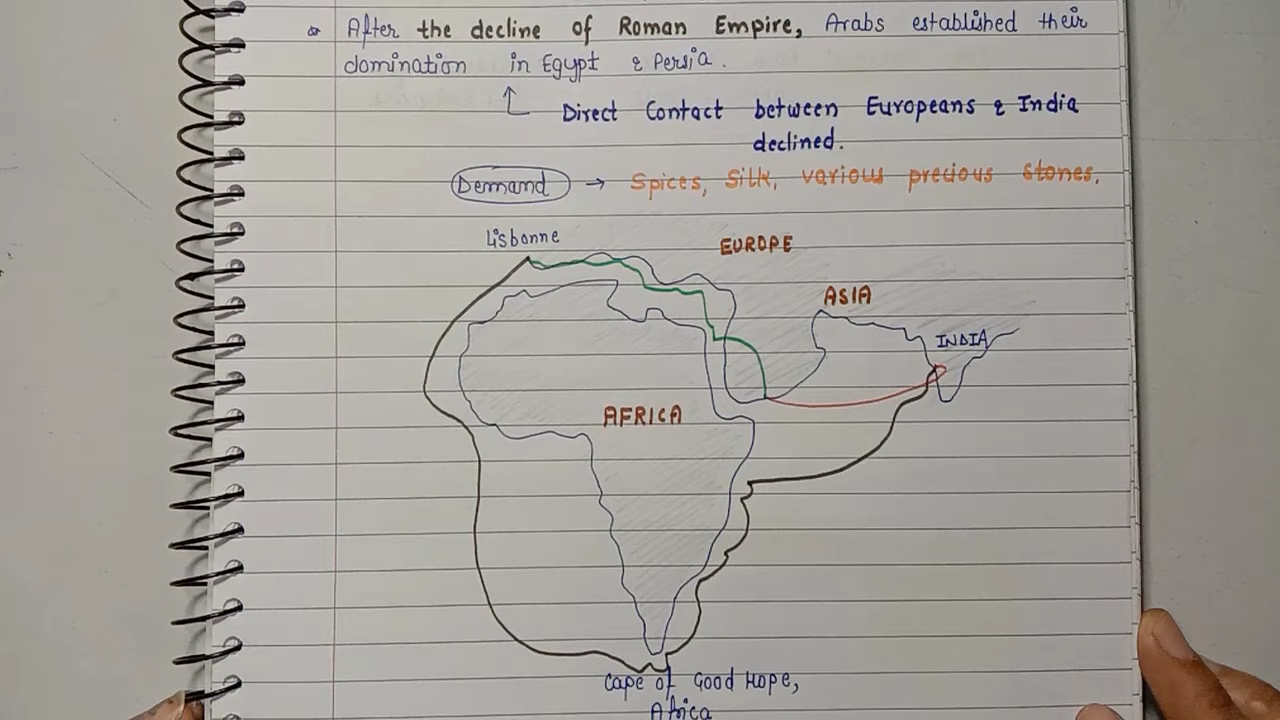 After the decline of Roman Empire, Arabs established their
domination in Egypt & Persia.
Direct Contact between Europeans & India
declined.
Demand → Spices, Silk, various precious stones.
Lisbonne
EUROPE
ASIA
INDIA
AFRICA
Cape of Good Hope,
Africa